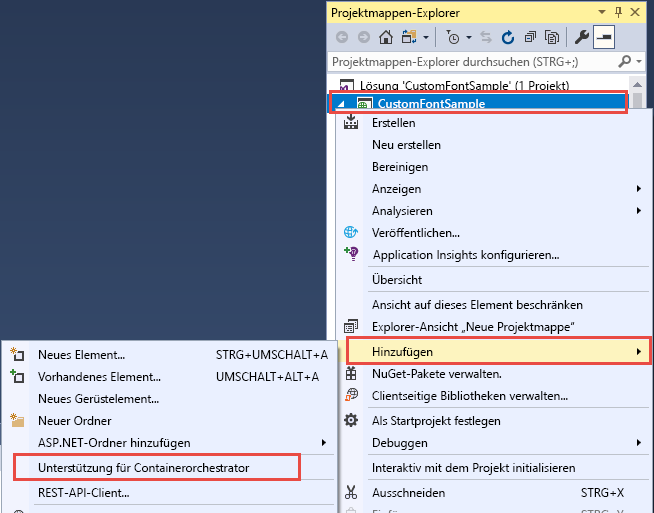 Projektmappen-Explorer
Projektmappen-Explorer durchsuchen (STRG+;)
Lösung 'CustomFontSample' (1 Projekt)
CustomFontSample
Erstellen
Neu erstellen
Bereinigen
Anzeigen
Analysieren
Veröffentlichen...
Application Insights konfigurieren...
Übersicht
Ansicht auf dieses Element beschränken
Explorer-Ansicht „Neue Projektmappe“
Hinzufügen
NuGet-Pakete verwalten.
Clientseitige Bibliotheken verwalten...
Als Startprojekt festlegen
Debuggen
Interaktiv mit dem Projekt initialisieren
Ausschneiden STRG+X
Neues Element... STRG+UMSCHALT+A
Vorhandenes Element... UMSCHALT+ALT+A
Neues Gerüstelement...
Neuer Ordner
ASP.NET-Ordner hinzufügen
Unterstützung für Containerorchestrator
REST-API-Client...